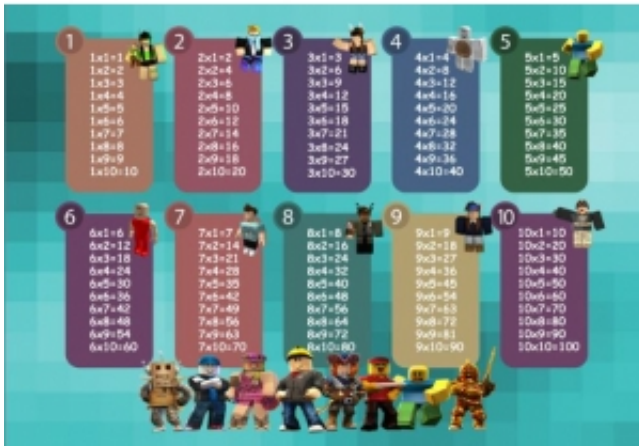 1
1x1=1
1x2=2
1x3=3
1x4=4
1x5=5
1x6=6
1x7=7
1x8=8
1x9=9
1x10=10
2
2x1=2
2x2=4
2x3=6
2x4=8
2x5=10
2x6=12
2x7=14
2x8=16
2x9=18
2x10=20
3
3x1=3
3x2=6
3x3=9
3x4=12
3x5=15
3x6=18
3x7=21
3x8=24
3x9=27
3x10=30
4
4x1=4
4x2=8
4x3=12
4x4=16
4x5=20
4x6=24
4x7=28
4x8=32
4x9=36
4x10=40
5
5x1=5
5x2=10
5x3=15
5x4=20
5x5=25
5x6=30
5x7=35
5x8=40
5x9=45
5x10=50
6
6x1=6
6x2=12
6x3=18
6x4=24
6x5=30
6x6=36
6x7=42
6x8=48
6x9=54
6x10=60
7
7x1=7
7x2=14
7x3=21
7x4=28
7x5=35
7x6=42
7x7=49
7x8=56
7x9=63
7x10=70
8
8x1=8
8x2=16
8x3=24
8x4=32
8x5=40
8x6=48
8x7=56
8x8=64
8x9=72
8x10=80
9
9x1=9
9x2=18
9x3=27
9x4=36
9x5=45
9x6=54
9x7=63
9x8=72
9x9=81
9x10=90
10
10x1=10
10x2=20
10x3=30
10x4=40
10x5=50
10x6=60
10x7=70
10x8=80
10x9=90
10x10=100